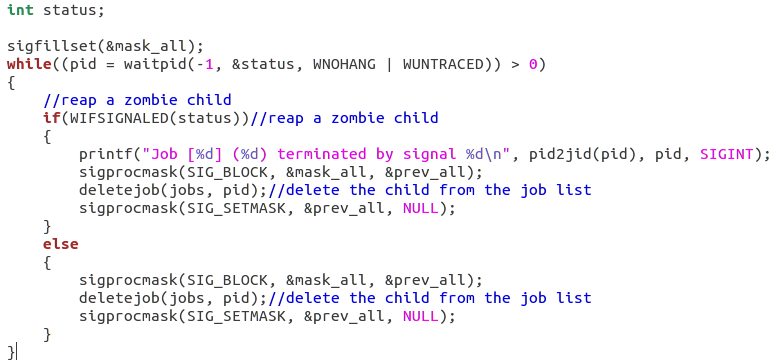 int status;

sigfillset(&mask_all);
while((pid = waitpid(-1, &status, WNOHANG | WUNTRACED)) > 0)
{
    //reap a zombie child
    if(WIFSIGNALED(status))//reap a zombie child
    {
        printf("Job [%d] (%d) terminated by signal %d\n", pid2jid(pid), pid, SIGINT);
        sigprocmask(SIG_BLOCK, &mask_all, &prev_all);
        deletejob(jobs, pid);//delete the child from the job list
        sigprocmask(SIG_SETMASK, &prev_all, NULL);
    }
    else
    {
        sigprocmask(SIG_BLOCK, &mask_all, &prev_all);
        deletejob(jobs, pid);//delete the child from the job list
        sigprocmask(SIG_SETMASK, &prev_all, NULL);
    }
}